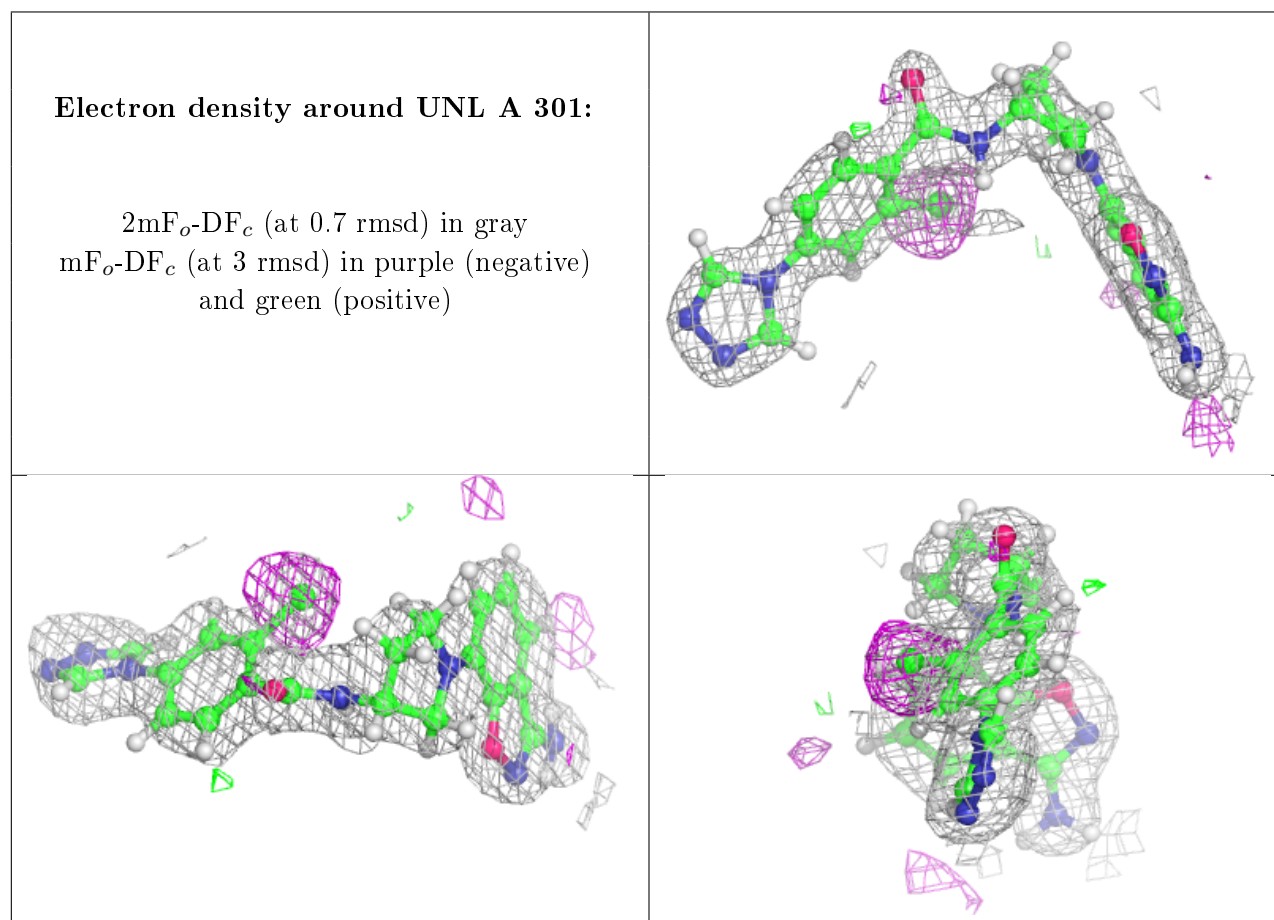 Electron density around UNL A 301:
2mFo-DFc (at 0.7 rmsd) in gray
mFo-DFc (at 3 rmsd) in purple (negative)
and green (positive)